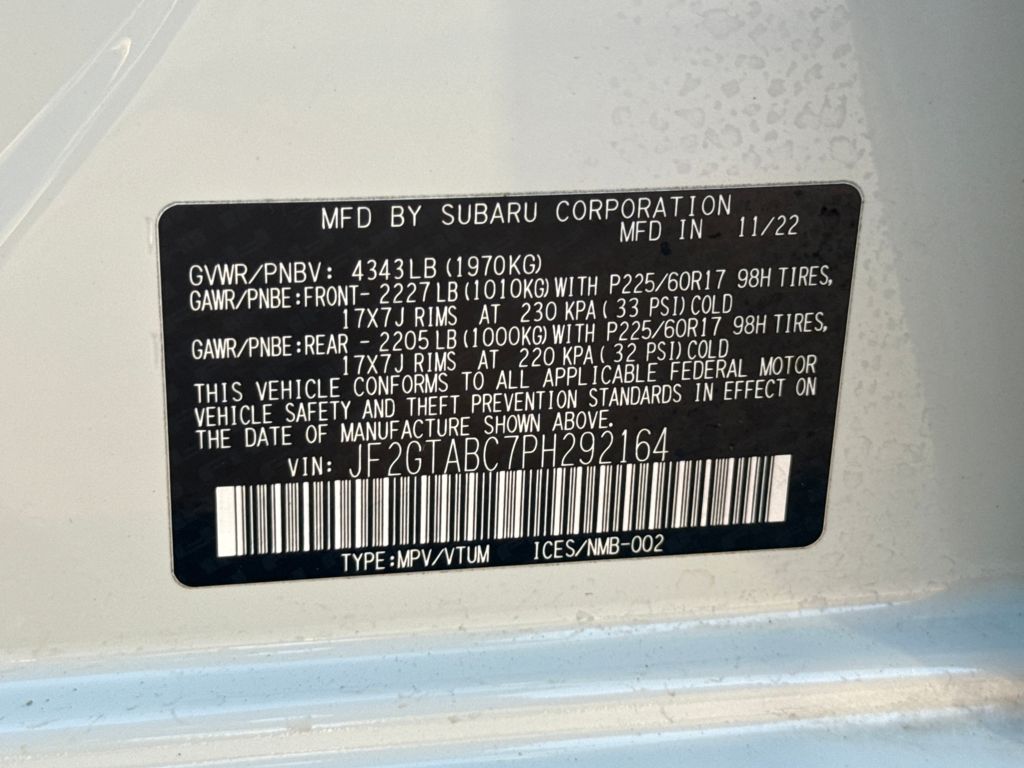 MFD BY SUBARU CORPORATION
MFD IN 11/22
GVWR/PNBV: 4343LB (1970KG)
GAWR/PNBE:FRONT- 2227LB (1010KG) WITH P225/60R17 98H TIRES,
17X7J RIMS AT 230 KPA ( 33 PSI) COLD
GAWR/PNBE:REAR - 2205LB (1000KG) WITH P225/60R17 98H TIRES,
17X7J RIMS AT 220 KPA ( 32 PSI) COLD
THIS VEHICLE CONFORMS TO ALL APPLICABLE FEDERAL MOTOR
VEHICLE SAFETY AND THEFT PREVENTION STANDARDS IN EFFECT ON
THE DATE OF MANUFACTURE SHOWN ABOVE.
VIN: JF2GTABC7PH292164
TYPE:MPV/VTUM ICES/NMB-002